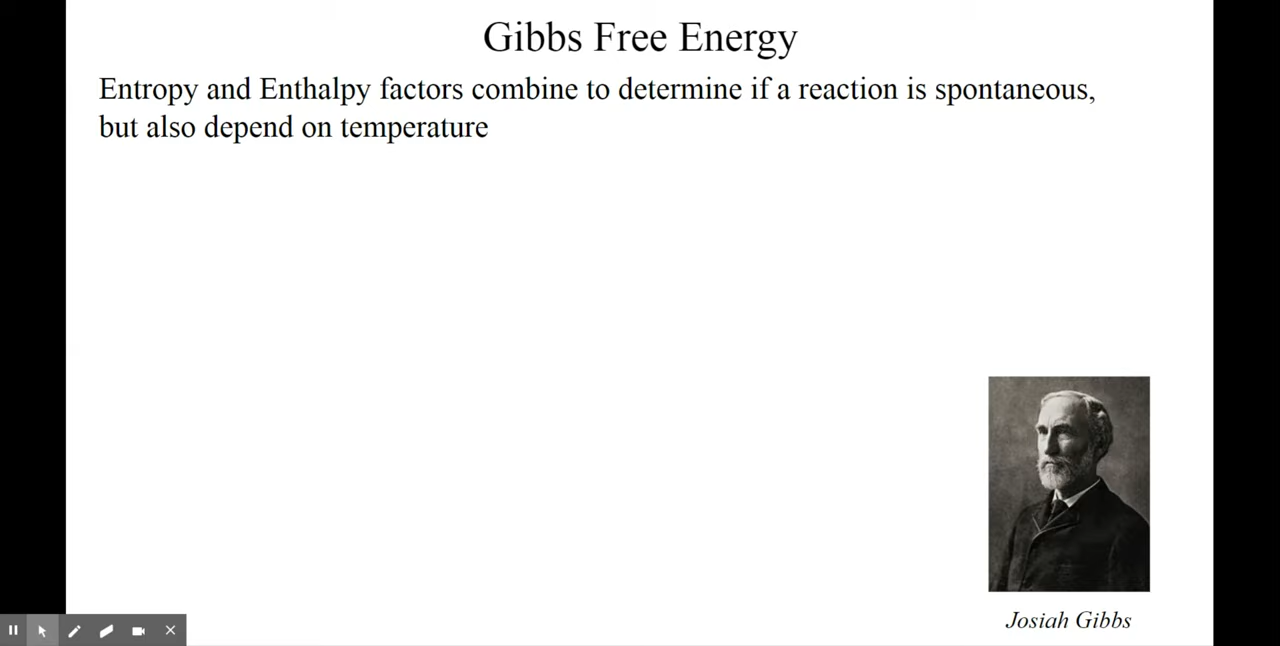 Gibbs Free Energy
Entropy and Enthalpy factors combine to determine if a reaction is spontaneous,
but also depend on temperature
Josiah Gibbs